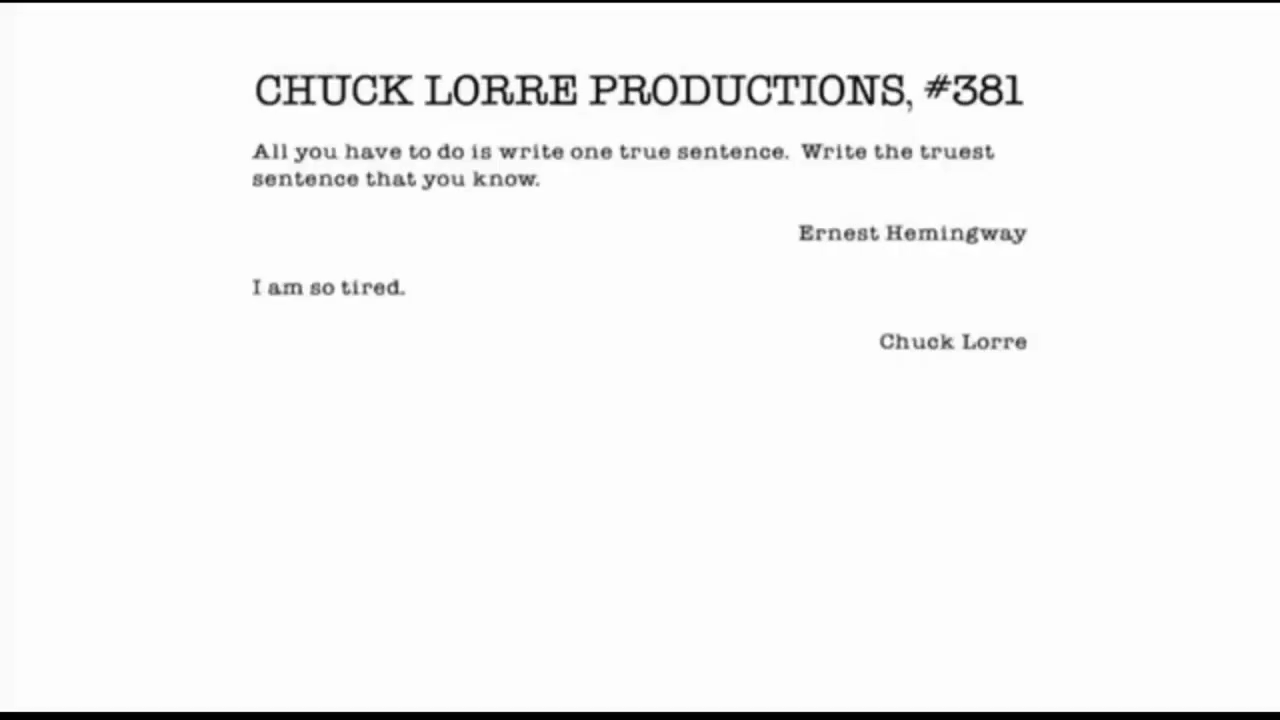 CHUCK LORRE PRODUCTIONS, #381
All you have to do is write one true sentence.  Write the truest
sentence that you know.
Ernest Hemingway
I am so tired.
Chuck Lorre